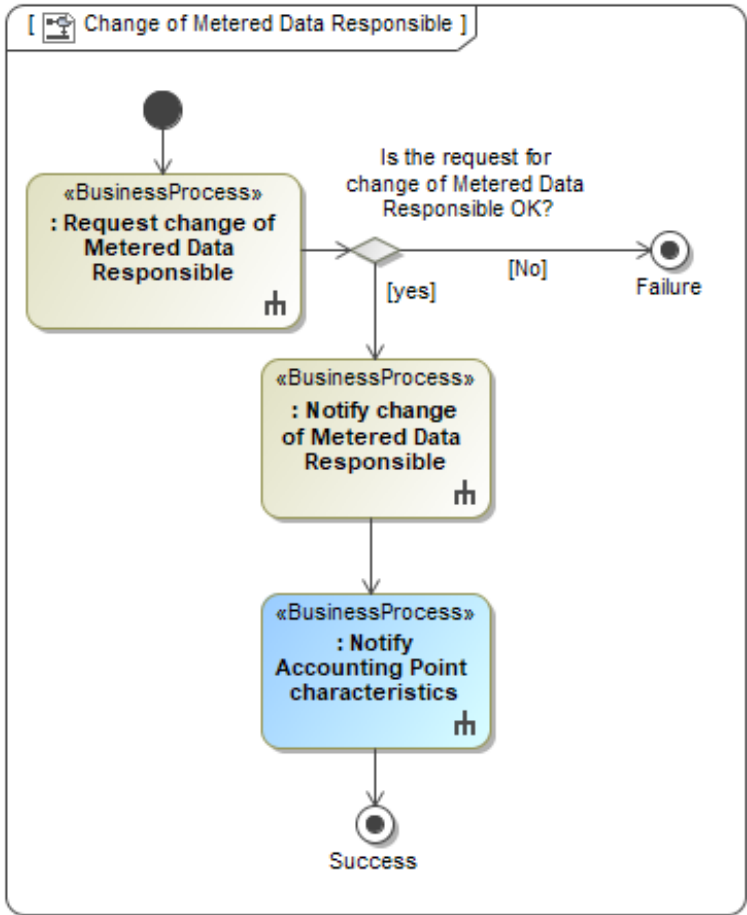 [ Change of Metered Data Responsible ]
Is the request for
change of Metered Data
Responsible OK?
«BusinessProcess»
: Request change of
Metered Data
Responsible
[No]
Failure
[yes]
«BusinessProcess»
: Notify change
of Metered Data
Responsible
«BusinessProcess»
: Notify
Accounting Point
characteristics
Success